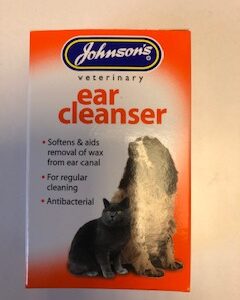 Johnson's
veterinary
ear
cleanser
• Softens & aids
removal of wax
from ear canal
• For regular
cleaning
• Antibacterial